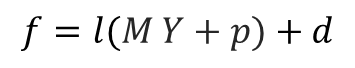 f = l(M Y + p) + d